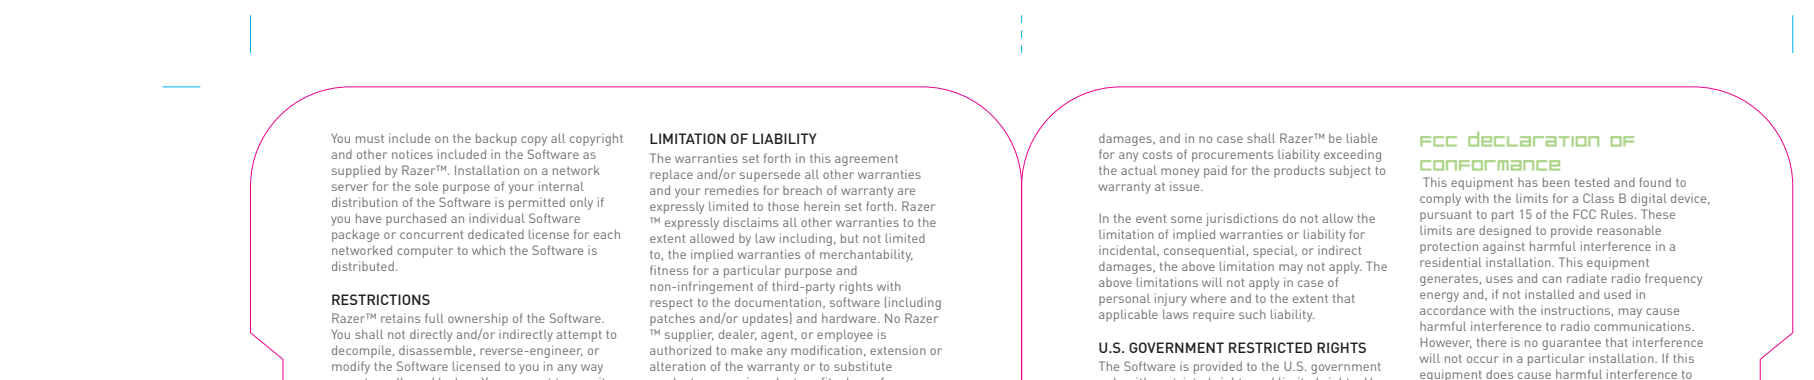 You must include on the backup copy all copyright
and other notices included in the Software as
supplied by Razer™. Installation on a network
server for the sole purpose of your internal
distribution of the Software is permitted only if
you have purchased an individual Software
package or concurrent dedicated license for each
networked computer to which the Software is
distributed.
RESTRICTIONS
Razer™ retains full ownership of the Software.
You shall not directly and/or indirectly attempt to
decompile, disassemble, reverse-engineer, or
modify the Software licensed to you in any way
LIMITATION OF LIABILITY
The warranties set forth in this agreement
replace and/or supersede all other warranties
and your remedies for breach of warranty are
expressly limited to those herein set forth. Razer
™ expressly disclaims all other warranties to the
extent allowed by law including, but not limited
to, the implied warranties of merchantability,
fitness for a particular purpose and
non-infringement of third-party rights with
respect to the documentation, software (including
patches and/or updates) and hardware. No Razer
™ supplier, dealer, agent, or employee is
authorized to make any modification, extension or
alteration of the warranty or to substitute
damages, and in no case shall Razer™ be liable
for any costs of procurements liability exceeding
the actual money paid for the products subject to
warranty at issue.
In the event some jurisdictions do not allow the
limitation of implied warranties or liability for
incidental, consequential, special, or indirect
damages, the above limitation may not apply. The
above limitations will not apply in case of
personal injury where and to the extent that
applicable laws require such liability.
U.S. GOVERNMENT RESTRICTED RIGHTS
The Software is provided to the U.S. government
FCC declaration of
conformance
This equipment has been tested and found to
comply with the limits for a Class B digital device,
pursuant to part 15 of the FCC Rules. These
limits are designed to provide reasonable
protection against harmful interference in a
residential installation. This equipment
generates, uses and can radiate radio frequency
energy and, if not installed and used in
accordance with the instructions, may cause
harmful interference to radio communications.
However, there is no guarantee that interference
will not occur in a particular installation. If this
equipment does cause harmful interference to